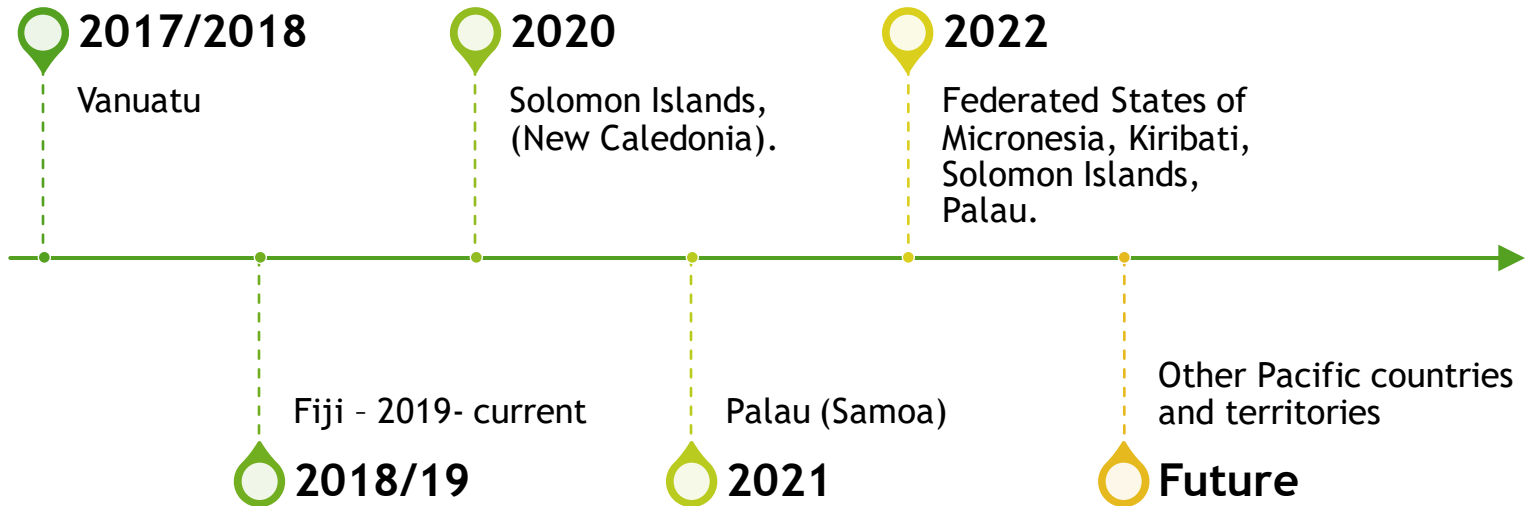 2017/2018
Vanuatu
Fiji – 2019- current
2018/19
2020
Solomon Islands,
(New Caledonia).
Palau (Samoa)
2021
2022
Federated States of
Micronesia, Kiribati,
Solomon Islands,
Palau.
Other Pacific countries
and territories
Future